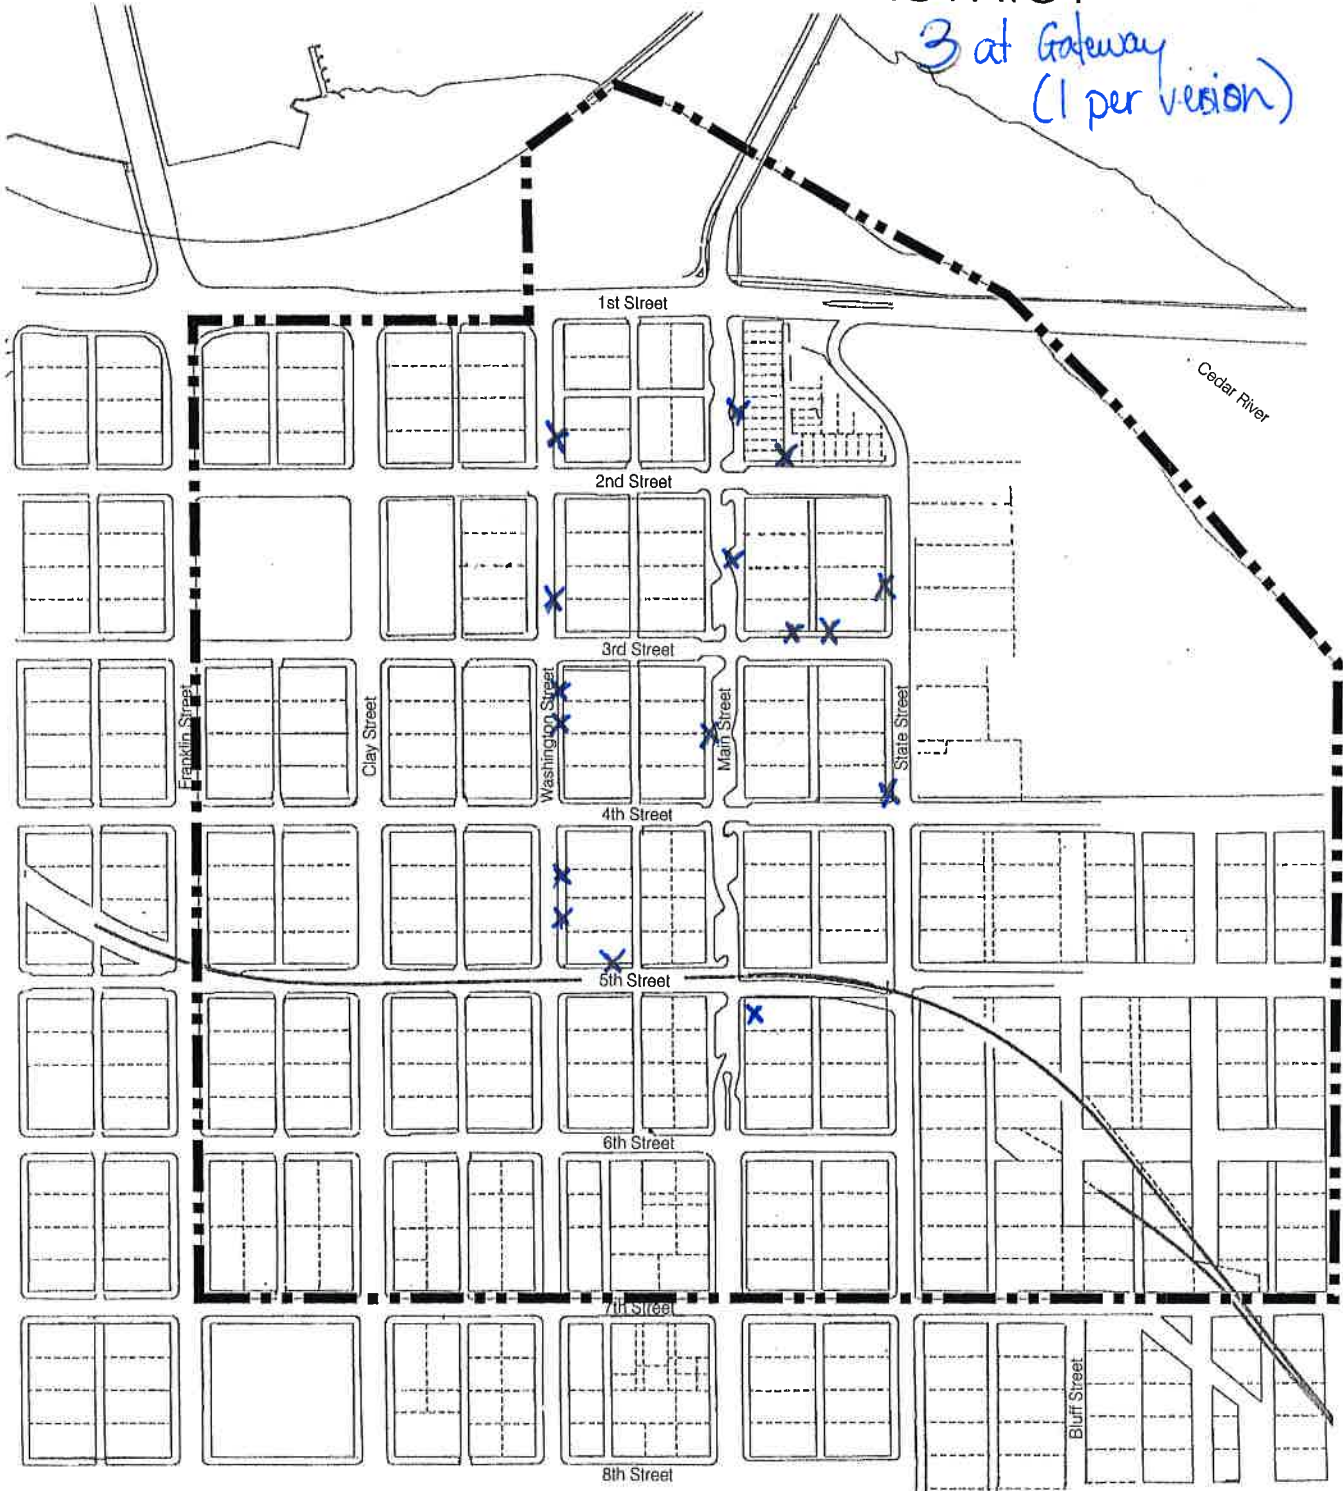 3 at Gateway
(1 per version)
1st Street
Cedar River
2nd Street
3rd Street
Franklin Street
Clay Street
Washington Street
Main Street
State Street
4th Street
5th Street
6th Street
7th Street
Bluff Street
8th Street